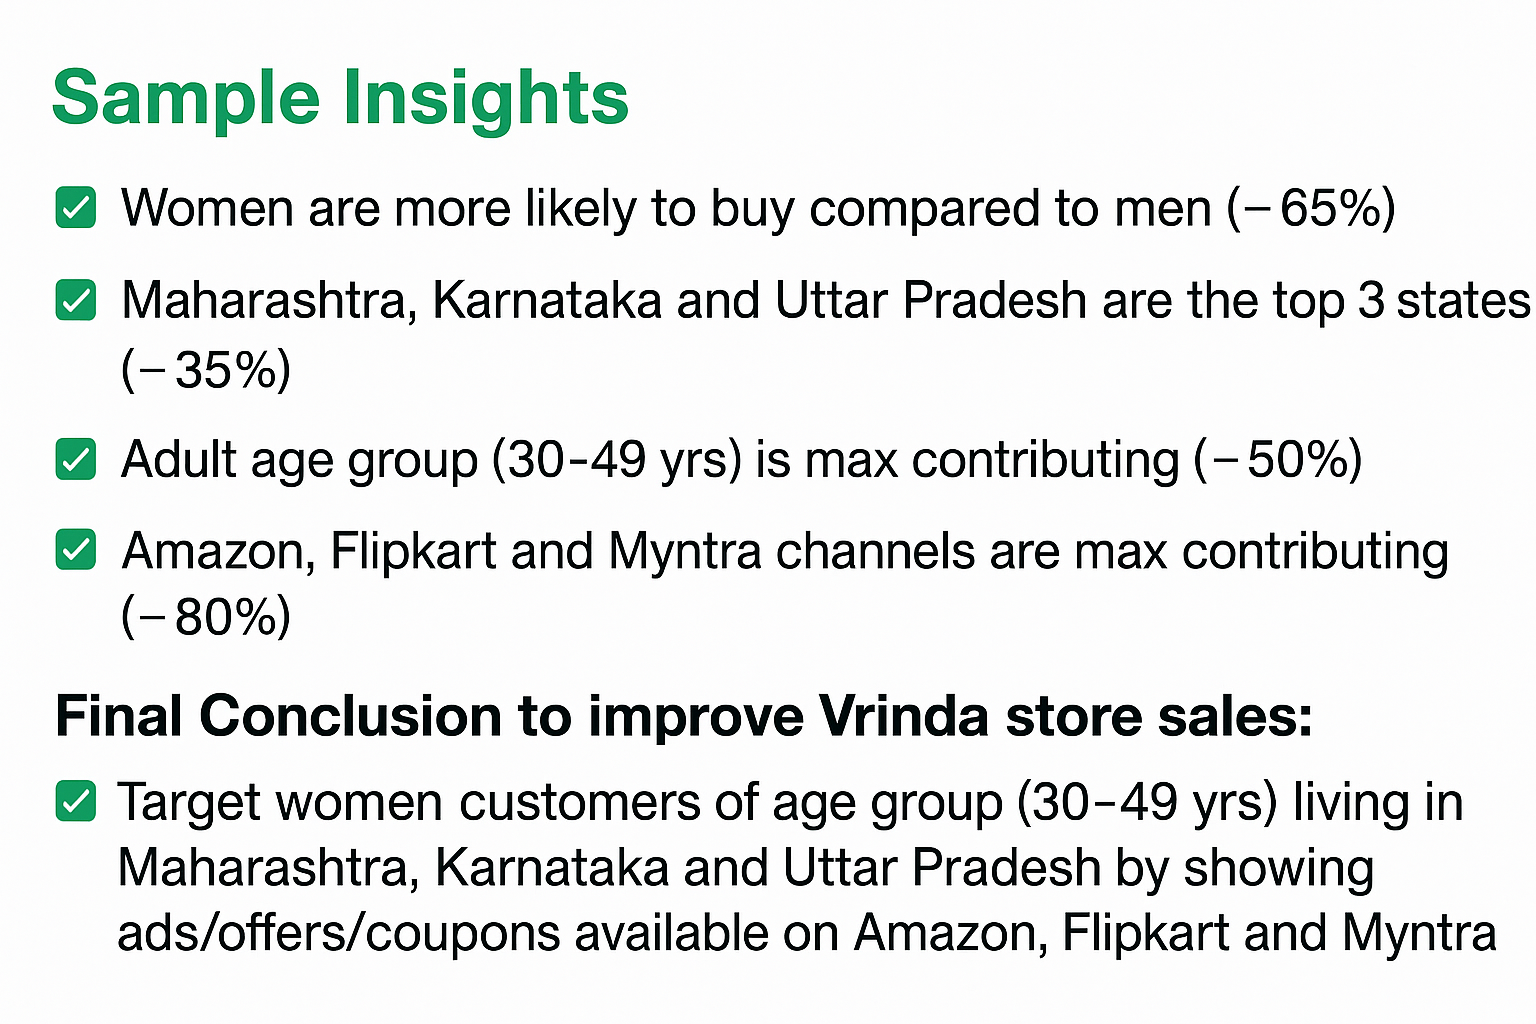 Sample Insights
✅ Women are more likely to buy compared to men (– 65%)
✅ Maharashtra, Karnataka and Uttar Pradesh are the top 3 states
(– 35%)
✅ Adult age group (30-49 yrs) is max contributing (– 50%)
✅ Amazon, Flipkart and Myntra channels are max contributing
(– 80%)
Final Conclusion to improve Vrinda store sales:
✅ Target women customers of age group (30–49 yrs) living in
Maharashtra, Karnataka and Uttar Pradesh by showing
ads/offers/coupons available on Amazon, Flipkart and Myntra